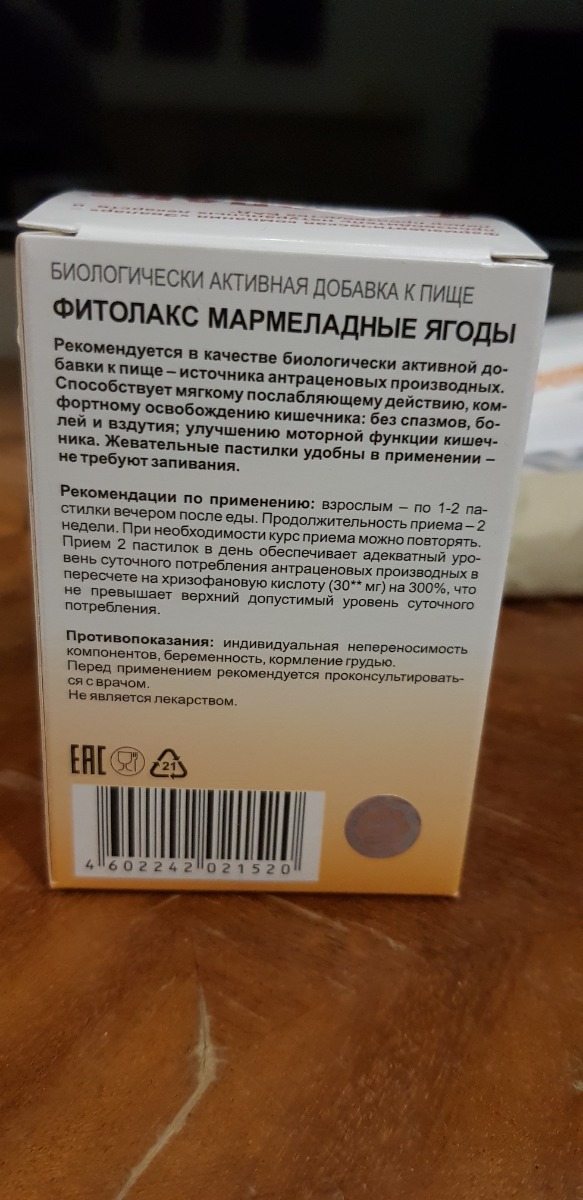 БИОЛОГИЧЕСКИ АКТИВНАЯ ДОБАВКА К ПИЩЕ
ФИТОЛАКС МАРМЕЛАДНЫЕ ЯГОДЫ
Рекомендуется в качестве биологически активной до-
бавки к пище – источника антраценовых производных.
Способствует мягкому послабляющему действию, ком-
фортному освобождению кишечника: без спазмов, бо-
лей и вздутия; улучшению моторной функции кишеч-
ника. Жевательные пастилки удобны в применении –
не требуют запивания.
Рекомендации по применению: взрослым – по 1-2 па-
стилки вечером после еды. Продолжительность приема – 2
недели. При необходимости курс приема можно повторять.
Прием 2 пастилок в день обеспечивает адекватный уро-
вень суточного потребления антраценовых производных в
пересчете на хризофановую кислоту (30** мг) на 300%, что
не превышает верхний допустимый уровень суточного
потребления.
Противопоказания: индивидуальная непереносимость
компонентов, беременность, кормление грудью.
Перед применением рекомендуется проконсультировать-
ся с врачом.
Не является лекарством.
ЕАС 21
4 602242 021520